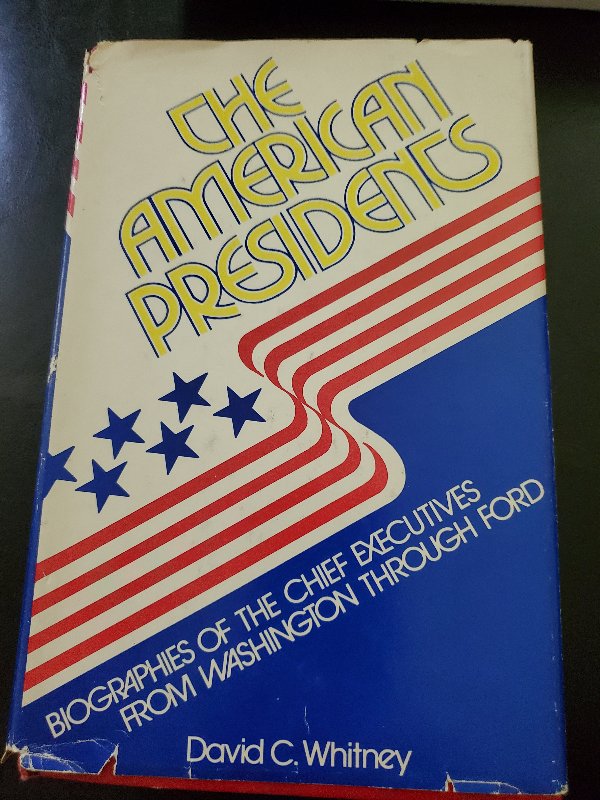 THE
AMERICAN
PRESIDENTS
BIOGRAPHIES OF THE CHIEF EXECUTIVES
FROM WASHINGTON THROUGH FORD
David C. Whitney